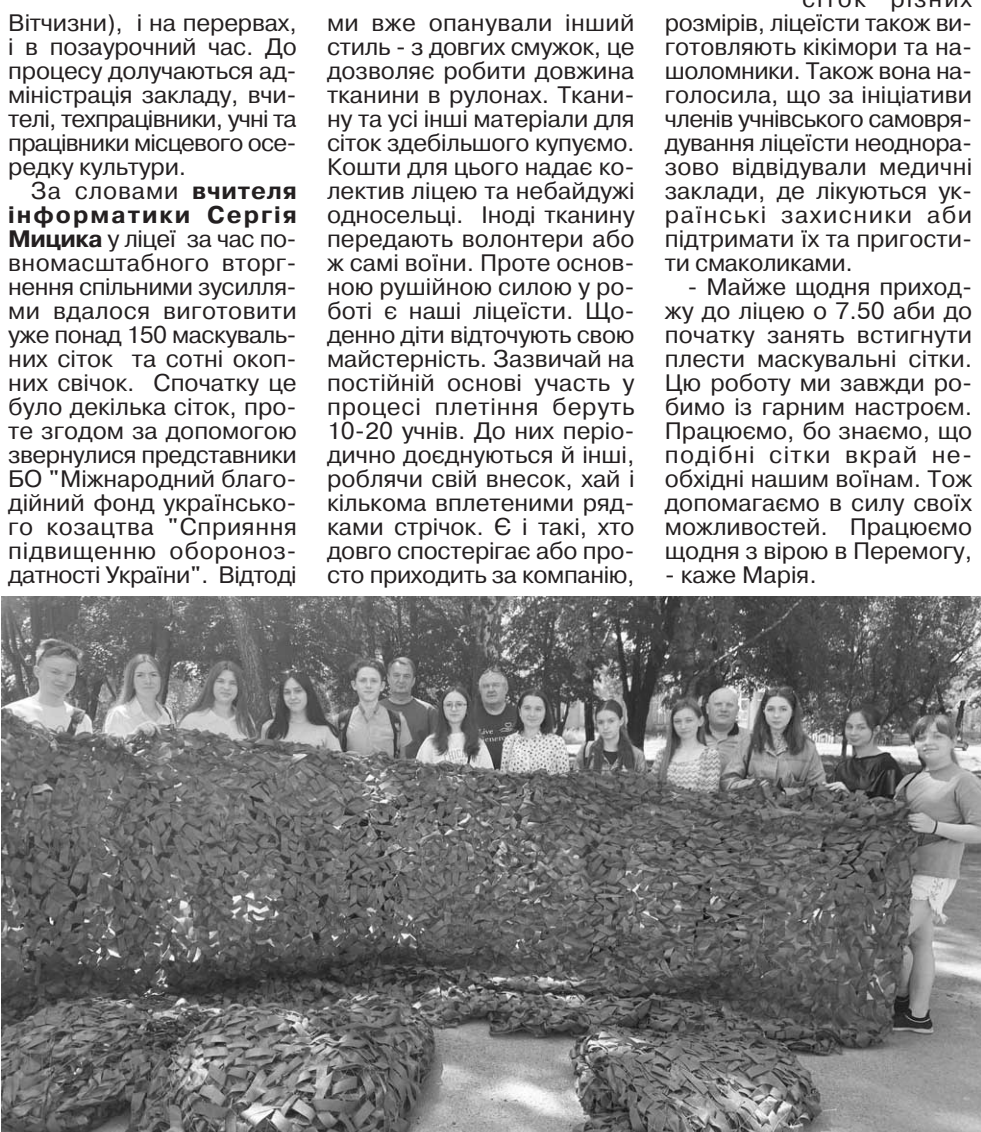 Вітчизни), і на перервах,
і в позаурочний час. До
процесу долучаються ад-
міністрація закладу, вчи-
телі, техпрацівники, учні та
працівники місцевого осе-
редку культури.
За словами вчителя
інформатики Сергія
Мицика у ліцеї за час по-
вномасштабного вторг-
нення спільними зусилля-
ми вдалося виготовити
уже понад 150 маскуваль-
них сіток та сотні окоп-
них свічок. Спочатку це
було декілька сіток, про-
те згодом за допомогою
звернулися представники
БО "Міжнародний благо-
дійний фонд українсько-
го козацтва "Сприяння
підвищенню обороноз-
датності України". Відтоді
ми вже опанували інший
стиль - з довгих смужок, це
дозволяє робити довжина
тканини в рулонах. Ткани-
ну та усі інші матеріали для
сіток здебільшого купуємо.
Кошти для цього надає ко-
лектив ліцею та небайдужі
односельці. Іноді тканину
передають волонтери або
ж самі воїни. Проте основ-
ною рушійною силою у ро-
боті є наші ліцеїсти. Що-
денно діти відточують свою
майстерність. Зазвичай на
постійній основі участь у
процесі плетіння беруть
10-20 учнів. До них періо-
дично доєднуються й інші,
роблячи свій внесок, хай і
кількома вплетеними ряд-
ками стрічок. Є і такі, хто
довго спостерігає або про-
сто приходить за компанію,
сіток різних
розмірів, ліцеїсти також ви-
готовляють кікімори та на-
шоломники. Також вона на-
голосила, що за ініціативи
членів учнівського самовря-
дування ліцеїсти неоднора-
зово відвідували медичні
заклади, де лікуються ук-
раїнські захисники аби
підтримати їх та пригости-
ти смаколиками.
- Майже щодня приход-
жу до ліцею о 7.50 аби до
початку занять встигнути
плести маскувальні сітки.
Цю роботу ми завжди ро-
бимо із гарним настроєм.
Працюємо, бо знаємо, що
подібні сітки вкрай не-
обхідні нашим воїнам. Тож
допомагаємо в силу своїх
можливостей. Працюємо
щодня з вірою в Перемогу,
- каже Марія.